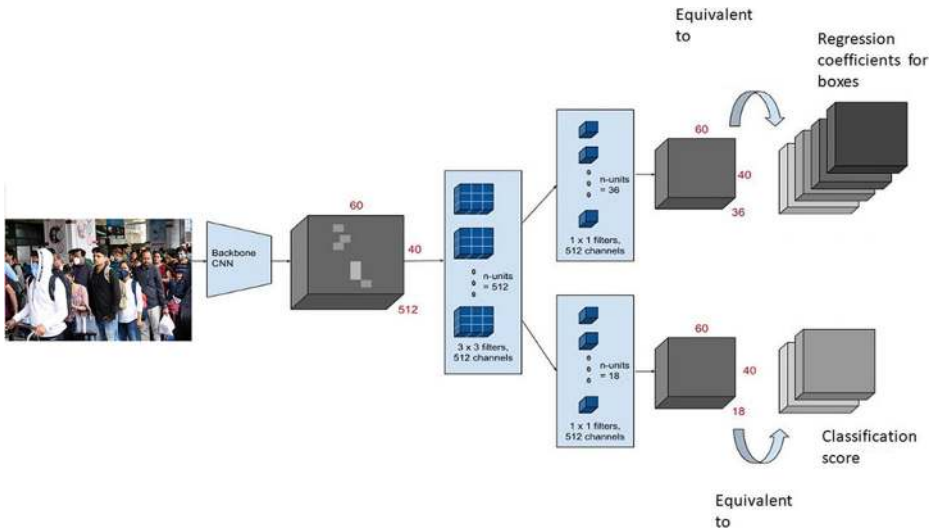 Equivalent
to
Regression
coefficients for
boxes
60
40
36
n-units
= 36
1 x 1 filters,
512 channels
60
40
512
Backbone
CNN
n-units
= 512
3 x 3 filters,
512 channels
n-units
= 18
1 x 1 filters,
512 channels
60
40
18
Classification
score
Equivalent
to